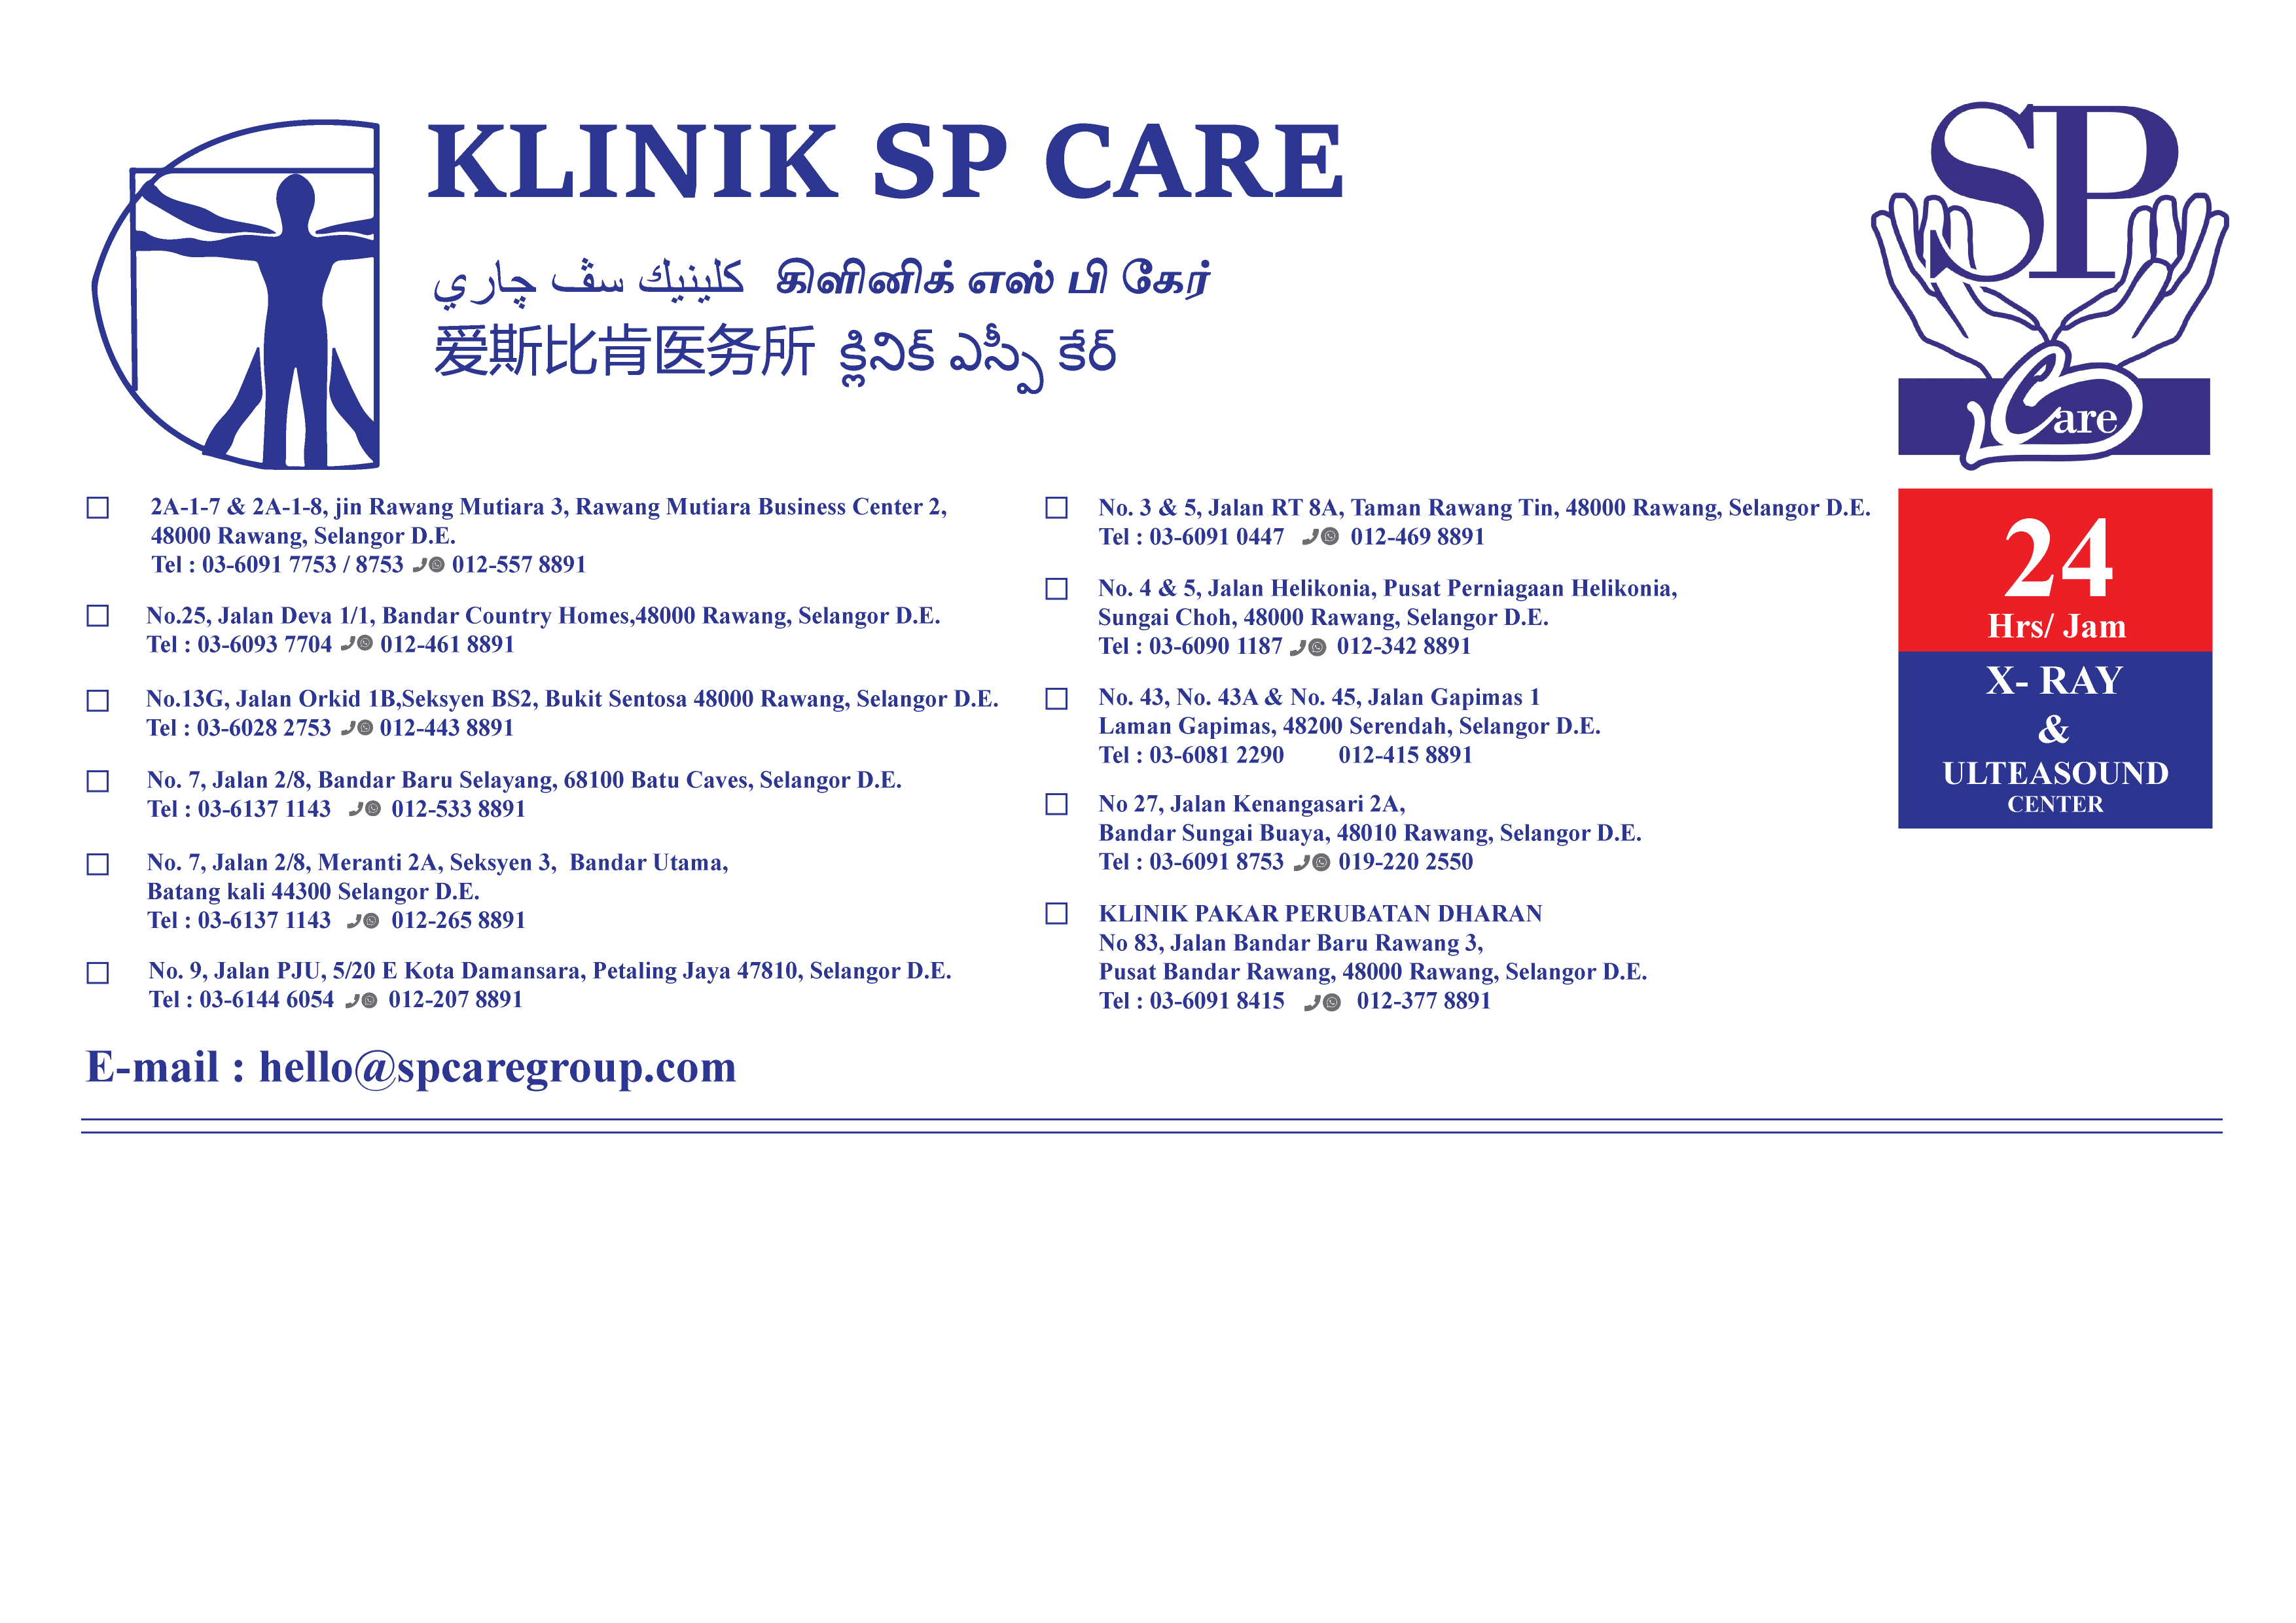 KLINIK SP CARE
كلينيك سڤ چاري கிளினிக் எஸ் பி கேர்
爱斯比肯医务所 క్లినిక్ ఎస్పీ కేర్
SP
Care
2A-1-7 & 2A-1-8, jin Rawang Mutiara 3, Rawang Mutiara Business Center 2,
48000 Rawang, Selangor D.E.
Tel : 03-6091 7753 / 8753 012-557 8891
No.25, Jalan Deva 1/1, Bandar Country Homes,48000 Rawang, Selangor D.E.
Tel : 03-6093 7704 012-461 8891
No.13G, Jalan Orkid 1B,Seksyen BS2, Bukit Sentosa 48000 Rawang, Selangor D.E.
Tel : 03-6028 2753 012-443 8891
No. 7, Jalan 2/8, Bandar Baru Selayang, 68100 Batu Caves, Selangor D.E.
Tel : 03-6137 1143 012-533 8891
No. 7, Jalan 2/8, Meranti 2A, Seksyen 3, Bandar Utama,
Batang kali 44300 Selangor D.E.
Tel : 03-6137 1143 012-265 8891
No. 9, Jalan PJU, 5/20 E Kota Damansara, Petaling Jaya 47810, Selangor D.E.
Tel : 03-6144 6054 012-207 8891
No. 3 & 5, Jalan RT 8A, Taman Rawang Tin, 48000 Rawang, Selangor D.E.
Tel : 03-6091 0447 012-469 8891
No. 4 & 5, Jalan Helikonia, Pusat Perniagaan Helikonia,
Sungai Choh, 48000 Rawang, Selangor D.E.
Tel : 03-6090 1187 012-342 8891
No. 43, No. 43A & No. 45, Jalan Gapimas 1
Laman Gapimas, 48200 Serendah, Selangor D.E.
Tel : 03-6081 2290 012-415 8891
No 27, Jalan Kenangasari 2A,
Bandar Sungai Buaya, 48010 Rawang, Selangor D.E.
Tel : 03-6091 8753 019-220 2550
KLINIK PAKAR PERUBATAN DHARAN
No 83, Jalan Bandar Baru Rawang 3,
Pusat Bandar Rawang, 48000 Rawang, Selangor D.E.
Tel : 03-6091 8415 012-377 8891
24
Hrs/ Jam
X- RAY
&
ULTEASOUND
CENTER
E-mail : hello@spcaregroup.com